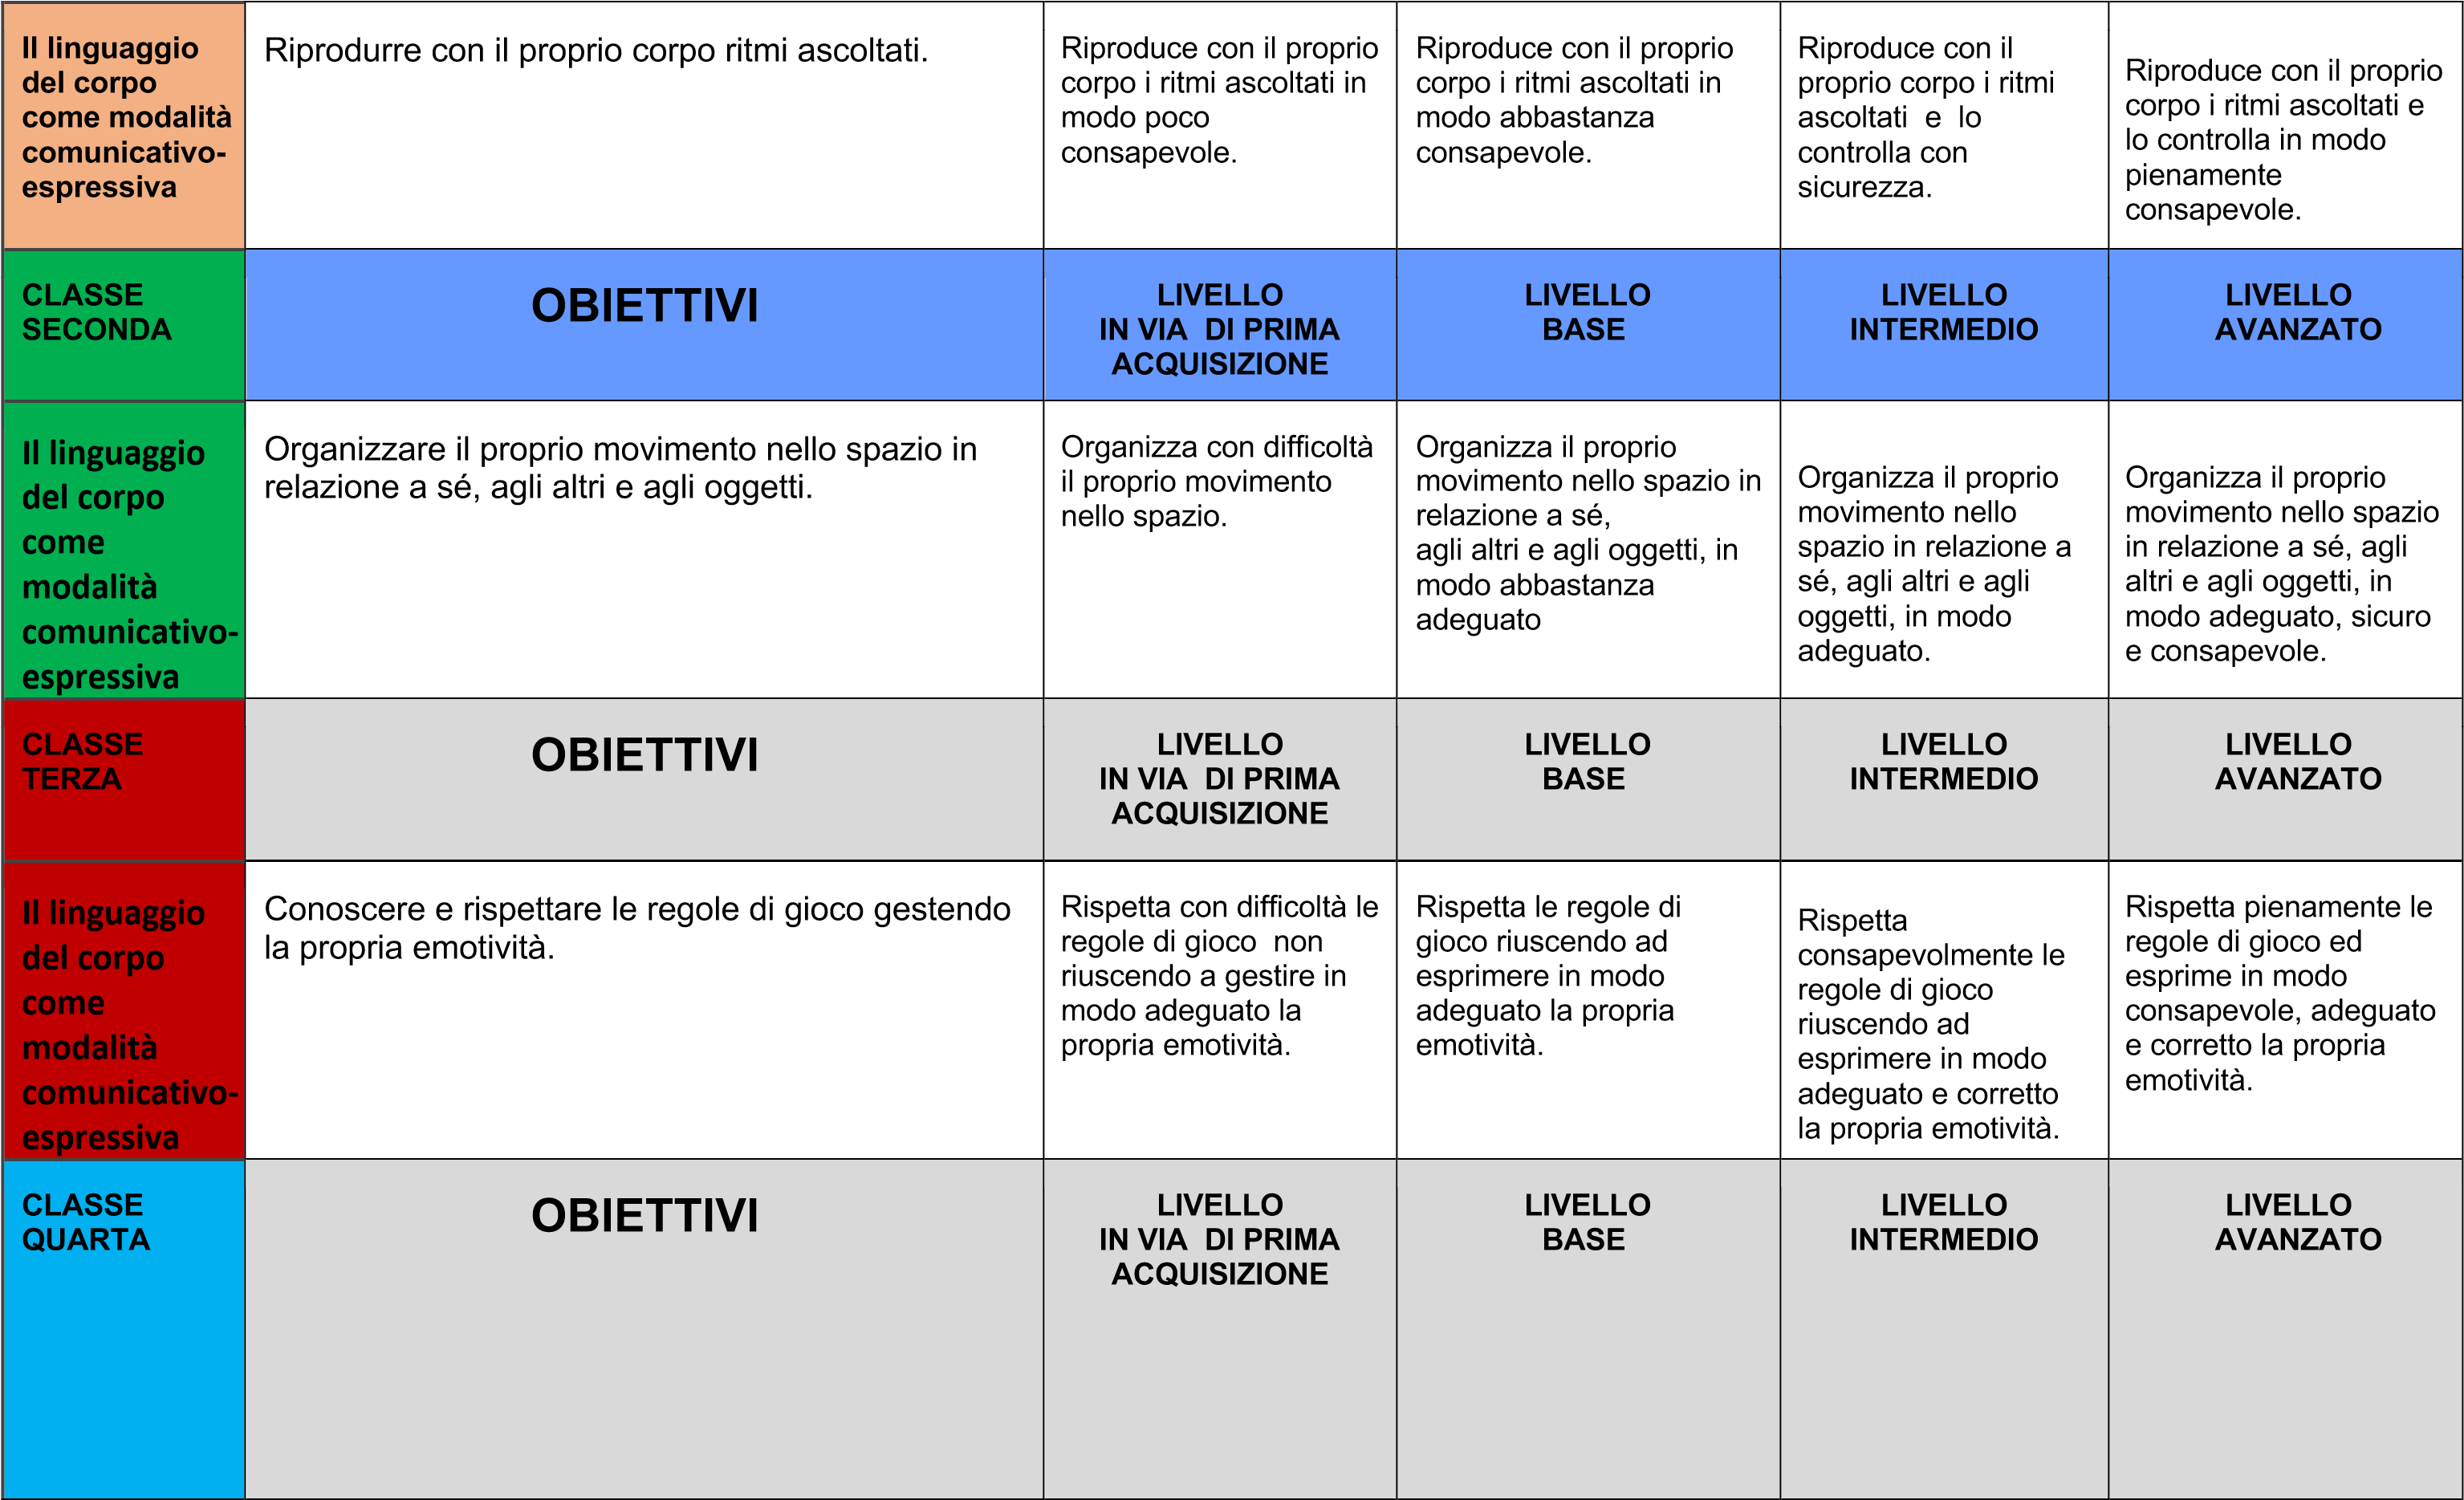 Il linguaggio
del corpo
come modalità
comunicativo-
espressiva
Riprodurre con il proprio corpo ritmi ascoltati.
Riproduce con il proprio
corpo i ritmi ascoltati in
modo poco
consapevole.
Riproduce con il proprio
corpo i ritmi ascoltati in
modo abbastanza
consapevole.
Riproduce con il
proprio corpo i ritmi
ascoltati e lo
controlla con
sicurezza.
Riproduce con il proprio
corpo i ritmi ascoltati e
lo controlla in modo
pienamente
consapevole.
CLASSE
SECONDA
OBIETTIVI
LIVELLO
IN VIA DI PRIMA
ACQUISIZIONE
LIVELLO
BASE
LIVELLO
INTERMEDIO
LIVELLO
AVANZATO
Il linguaggio
del corpo
come
modalità
comunicativo-
espressiva
Organizzare il proprio movimento nello spazio in
relazione a sé, agli altri e agli oggetti.
Organizza con difficoltà
il proprio movimento
nello spazio.
Organizza il proprio
movimento nello spazio in
relazione a sé,
agli altri e agli oggetti, in
modo abbastanza
adeguato
Organizza il proprio
movimento nello
spazio in relazione a
sé, agli altri e agli
oggetti, in modo
adeguato.
Organizza il proprio
movimento nello spazio
in relazione a sé, agli
altri e agli oggetti, in
modo adeguato, sicuro
e consapevole.
CLASSE
TERZA
OBIETTIVI
LIVELLO
IN VIA DI PRIMA
ACQUISIZIONE
LIVELLO
BASE
LIVELLO
INTERMEDIO
LIVELLO
AVANZATO
Il linguaggio
del corpo
come
modalità
comunicativo-
espressiva
Conoscere e rispettare le regole di gioco gestendo
la propria emotività.
Rispetta con difficoltà le
regole di gioco non
riuscendo a gestire in
modo adeguato la
propria emotività.
Rispetta le regole di
gioco riuscendo ad
esprimere in modo
adeguato la propria
emotività.
Rispetta
consapevolmente le
regole di gioco
riuscendo ad
esprimere in modo
adeguato e corretto
la propria emotività.
Rispetta pienamente le
regole di gioco ed
esprime in modo
consapevole, adeguato
e corretto la propria
emotività.
CLASSE
QUARTA
OBIETTIVI
LIVELLO
IN VIA DI PRIMA
ACQUISIZIONE
LIVELLO
BASE
LIVELLO
INTERMEDIO
LIVELLO
AVANZATO